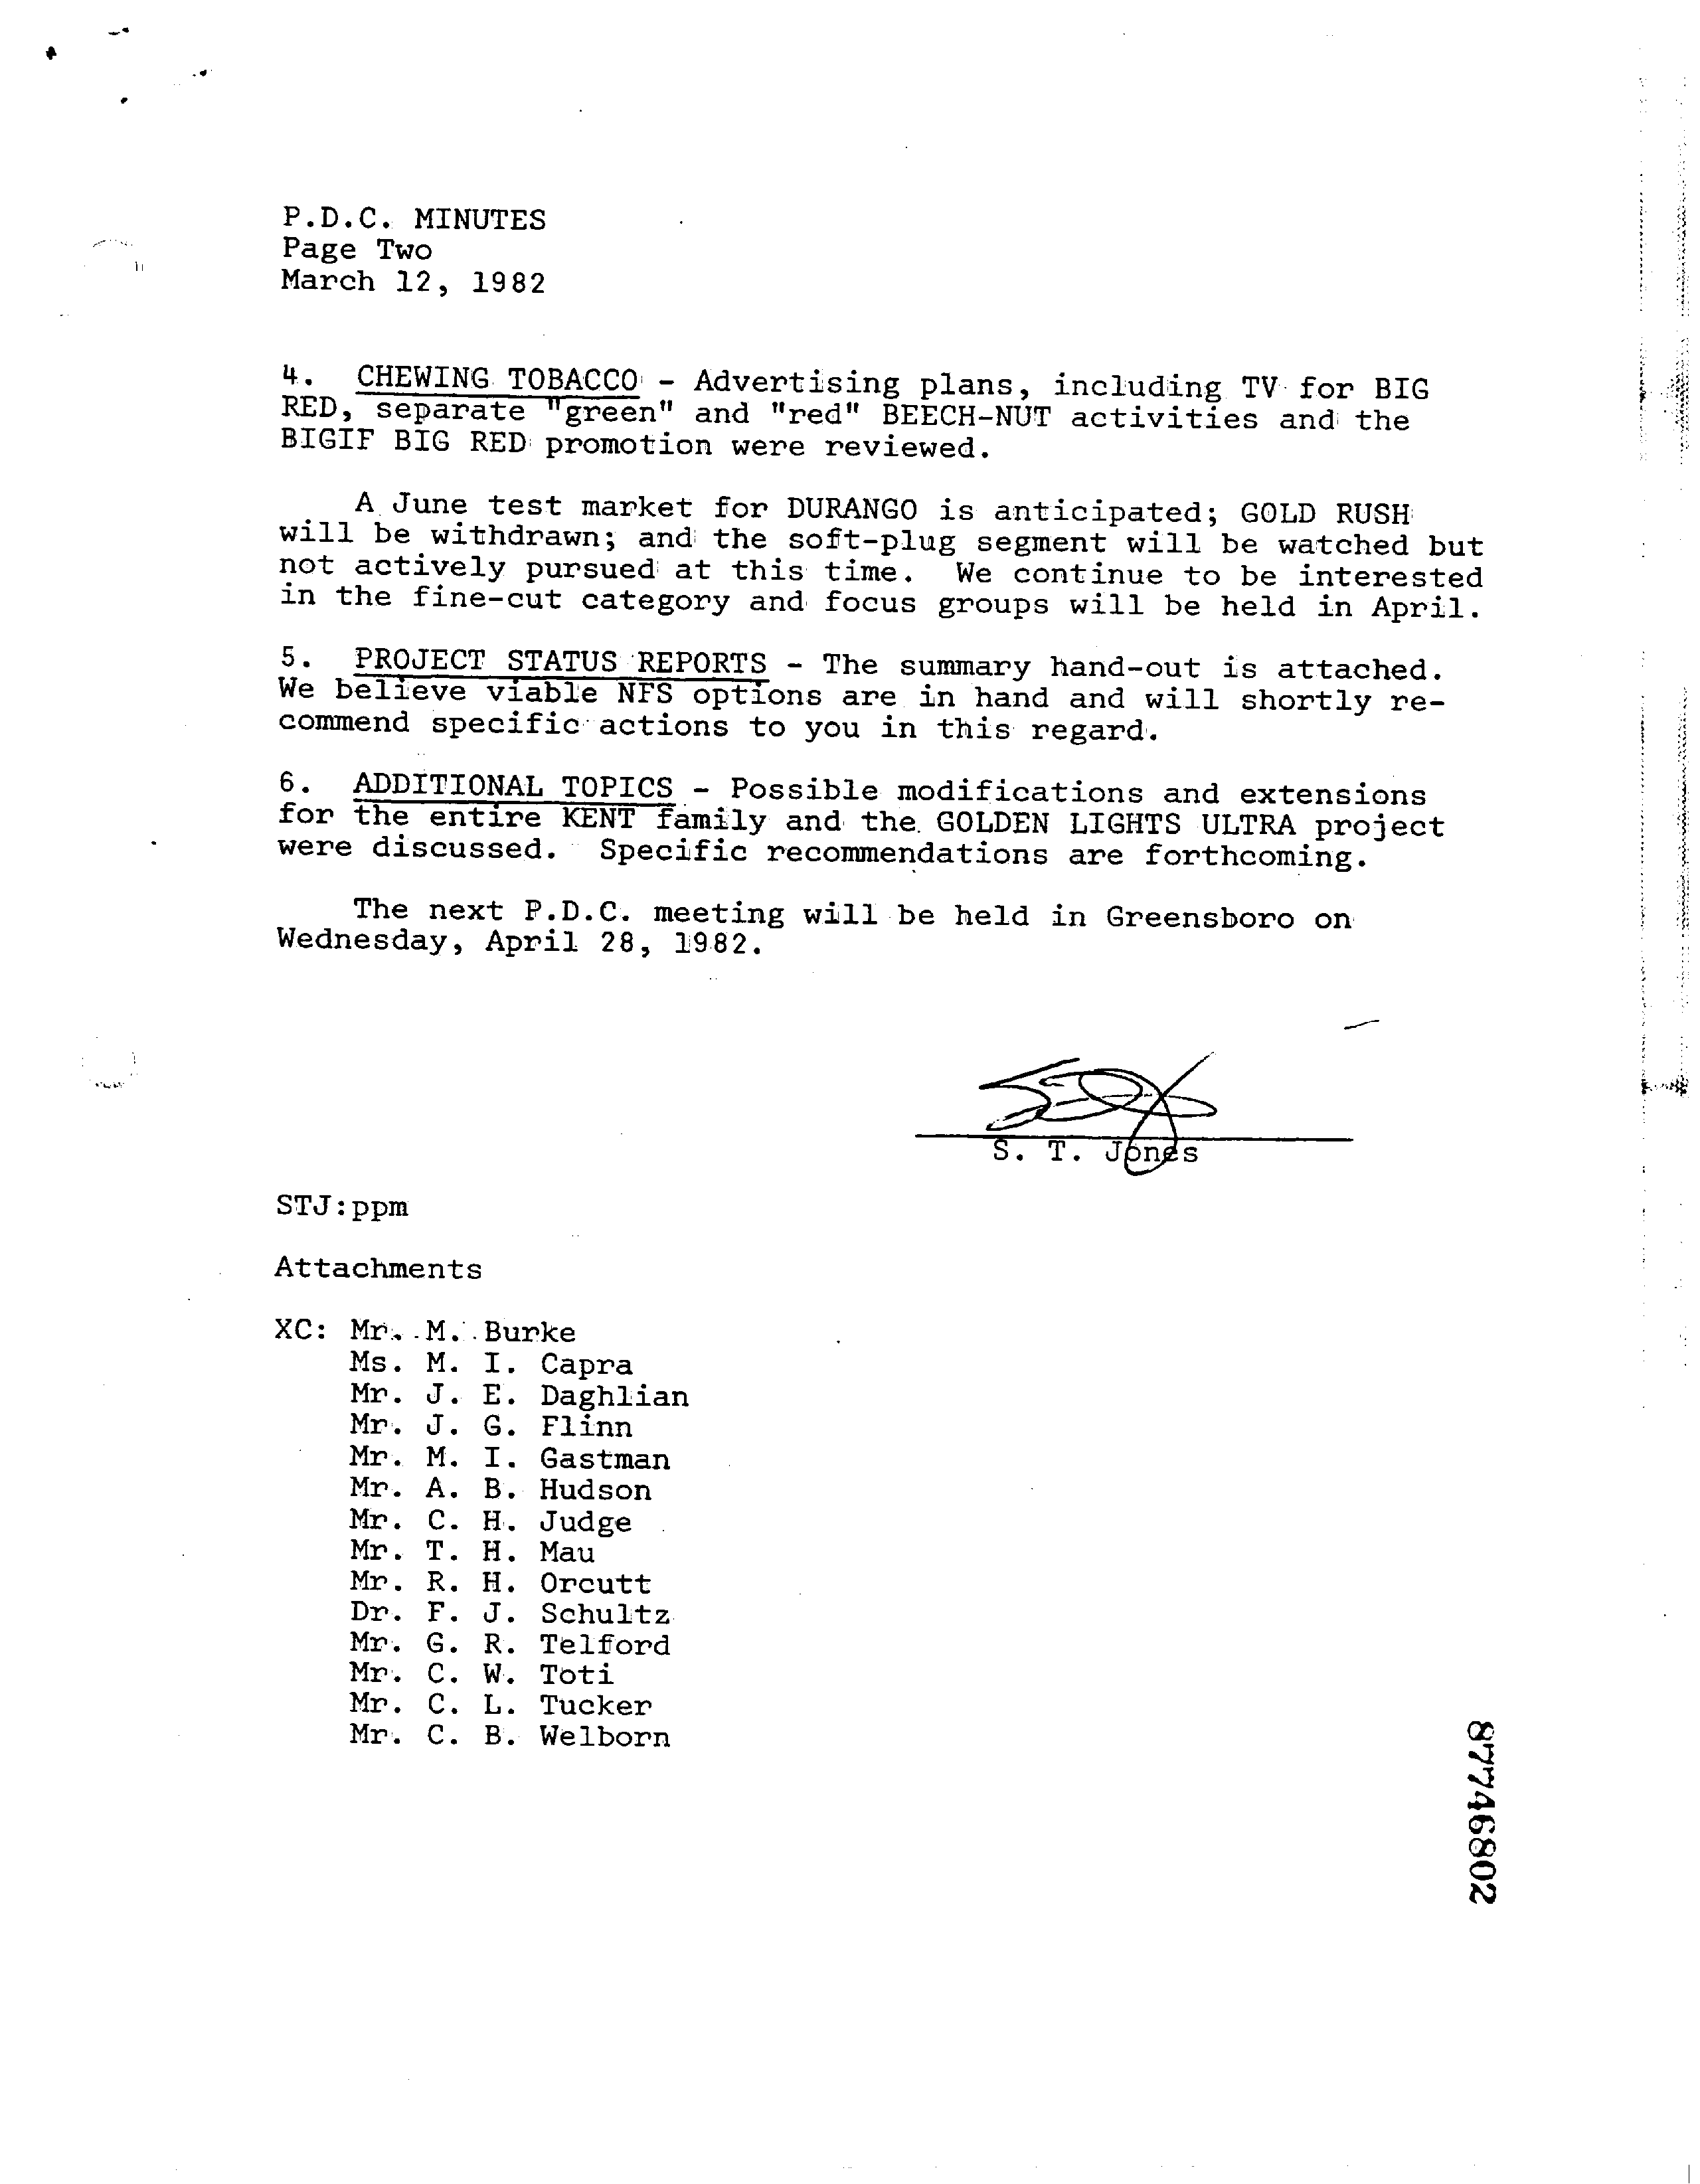 P.D.C. MINUTES
Page Two
March 12, 1982
4. CHEWING TOBACCO - Advertising plans, including TV for BIG
RED, separate "green" and "red" BEECH-NUT activities and the
BIGIF BIG RED promotion were reviewed.
A June test market for DURANGO is anticipated; GOLD RUSH
will be withdrawn; and the soft-plug segment will be watched but
not actively pursued at this time. We continue to be interested
in the fine-cut category and focus groups will be held in April.
5. PROJECT STATUS REPORTS - The summary hand-out is attached.
We believe viable NFS options are in hand and will shortly re-
commend specific actions to you in this regard.
6. ADDITIONAL TOPICS - Possible modifications and extensions
for the entire KENT family and the GOLDEN LIGHTS ULTRA project
were discussed. Specific recommendations are forthcoming.
The next P.D.C. meeting will be held in Greensboro on
Wednesday, April 28, 1982.
S. T. Jones
STJ:ppm
Attachments
XC: Mr. M. Burke
Ms. M. I. Capra
Mr. J. E. Daghlian
Mr. J. G. Flinn
Mr. M. I. Gastman
Mr. A. B. Hudson
Mr. C. H. Judge
Mr. T. H. Mau
Mr. R. H. Orcutt
Dr. F. J. Schultz
Mr. G. R. Telford
Mr. C. W. Toti
Mr. C. L. Tucker
Mr. C. B. Welborn
87746802